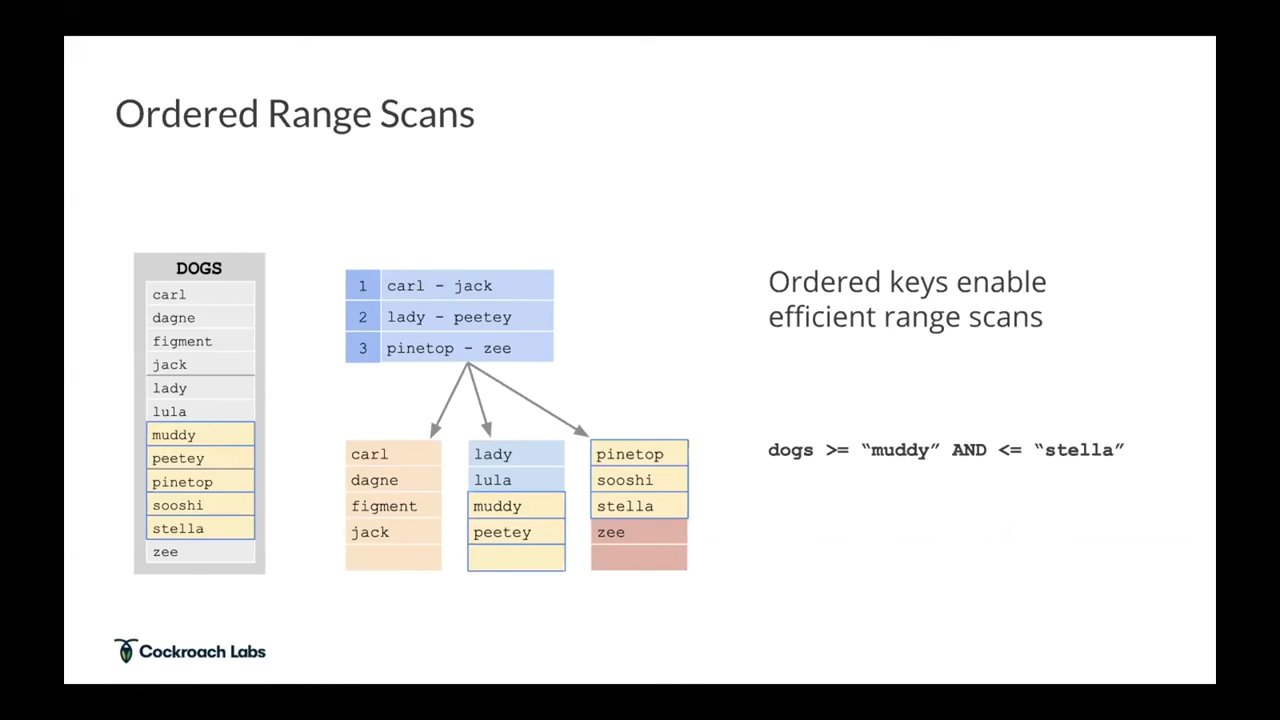 Ordered Range Scans
DOGS
carl
dagne
figment
jack
lady
lula
muddy
peetey
pinetop
sooshi
stella
zee
1 carl - jack
2 lady - peetey
3 pinetop - zee
carl
dagne
figment
jack
lady
lula
muddy
peetey
pinetop
sooshi
stella
zee
Ordered keys enable
efficient range scans
dogs >= “muddy” AND <= “stella”
Cockroach Labs